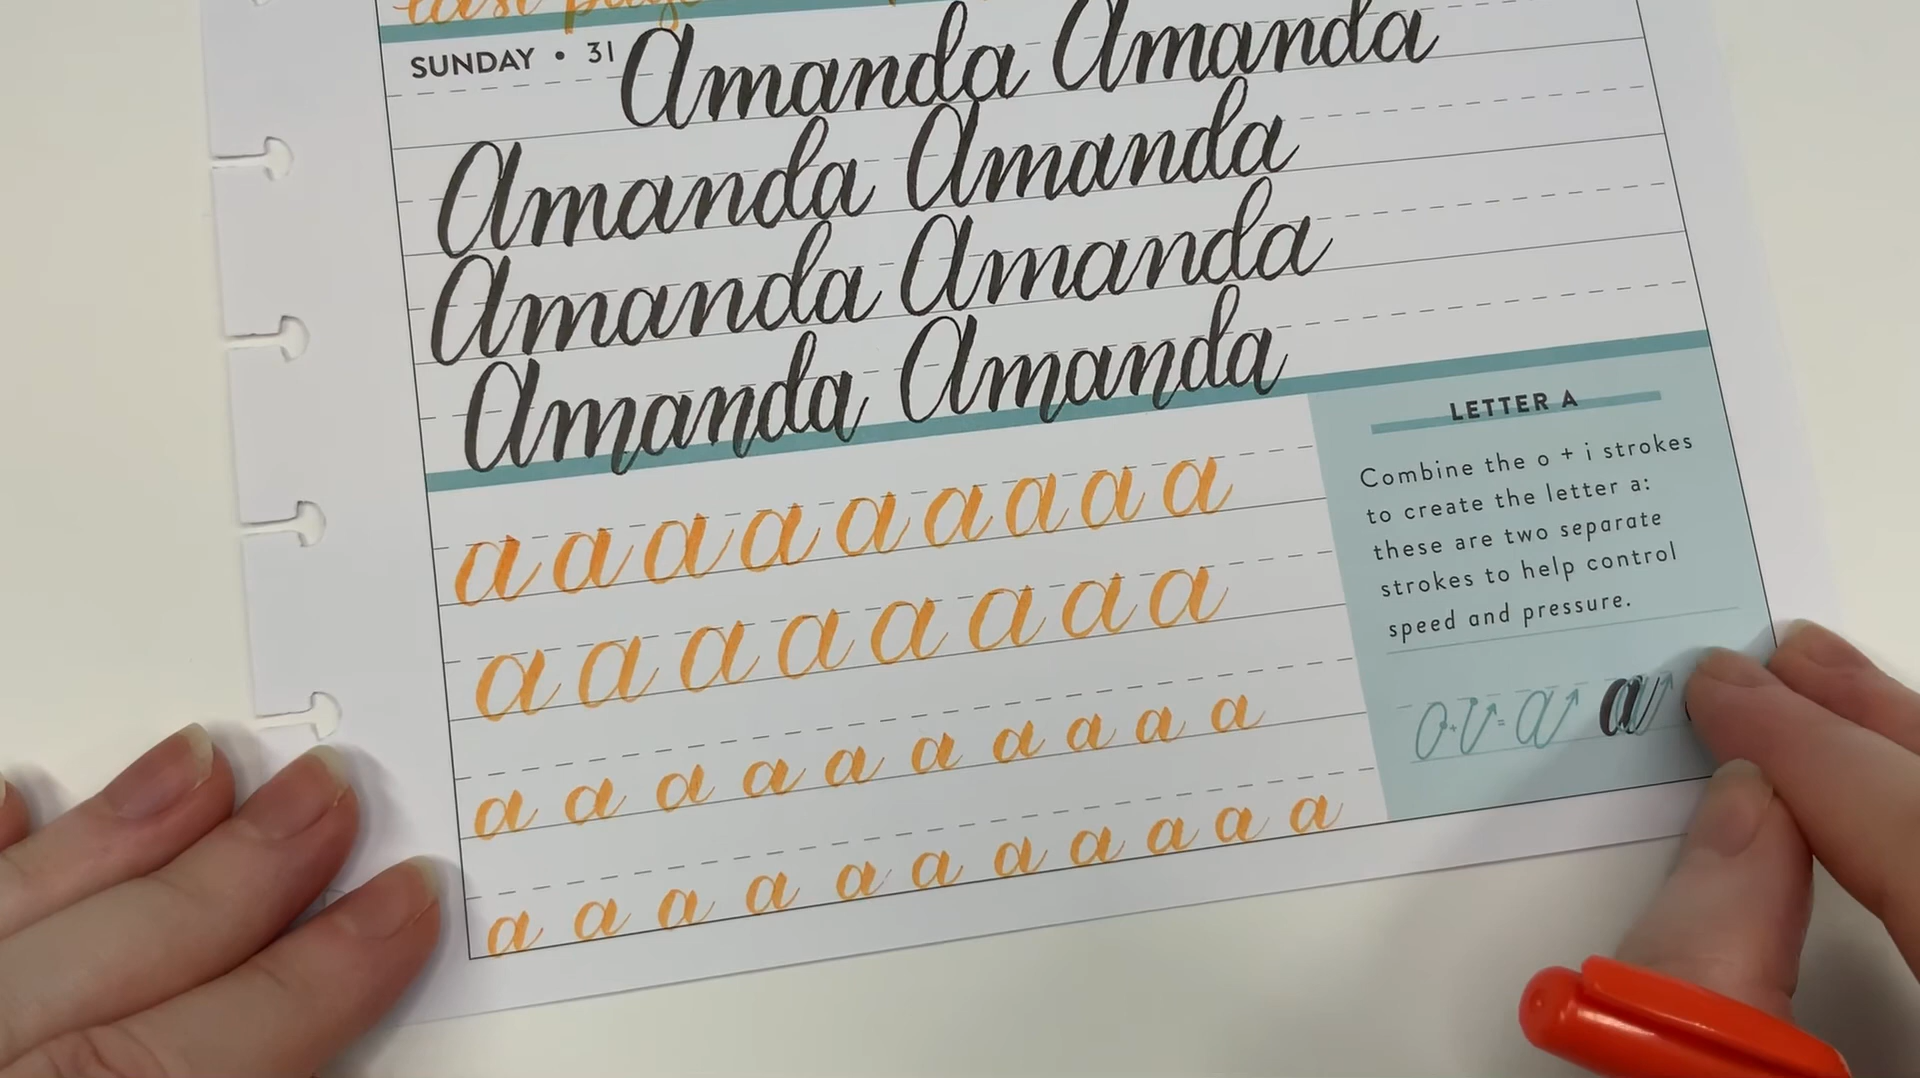 SUNDAY • 31
Amanda Amanda
Amanda Amanda
Amanda Amanda
Amanda Amanda
a a a a a a a a a
a a a a a a a a
a a a a a a a a a a
a a a a a a a a a a a
LETTER A
Combine the o + i strokes
to create the letter a:
these are two separate
strokes to help control
speed and pressure.
o + i = a a